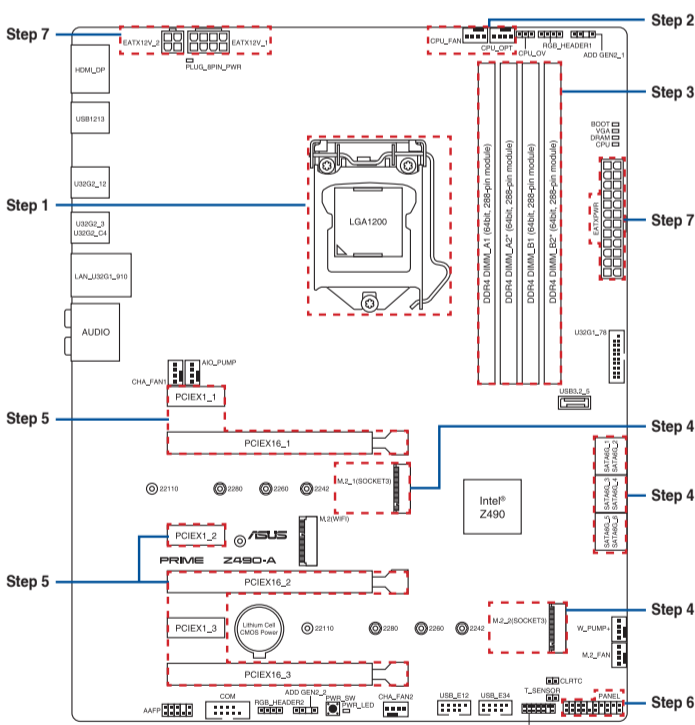 Step 2
Step 7
EATX12V_2
EATX12V_1
CPU_FAN
CPU_OPT
CPU_OV
RGB_HEADER1
ADD GEN2_1
PLUG_8PIN_PWR
HDMI_DP
Step 3
USB1213
BOOT
VGA
DRAM
CPU
U32G2_12
Step 1
LGA1200
DDR4 DIMM_A1 (64bit, 288-pin module)
DDR4 DIMM_A2* (64bit, 288-pin module)
DDR4 DIMM_B1 (64bit, 288-pin module)
DDR4 DIMM_B2* (64bit, 288-pin module)
EATXPWR
Step 7
U32G2_3
U32G2_C4
LAN_U32G1_910
AUDIO
U32G1_78
AIO_PUMP
CHA_FAN1
PCIEX1_1
USB3.2_5
Step 5
Step 4
PCIEX16_1
SATA6G_1
SATA6G_2
M.2_1(SOCKET3)
22110
2280
2260
2242
SATA6G_3
SATA6G_4
Step 4
Intel®
Z490
M.2(WIFI)
SATA6G_5
SATA6G_6
PCIEX1_2
ASUS
PRIME Z490-A
Step 5
PCIEX16_2
Step 4
M.2_2(SOCKET3)
PCIEX1_3
Lithium Cell
CMOS Power
22110
2280
2260
2242
W_PUMP+
M.2_FAN
PCIEX16_3
CLRTC
T_SENSOR
PANEL
Step 6
AAFP
COM
RGB_HEADER2
ADD GEN2_2
PWR_SW
PWR_LED
CHA_FAN2
USB_E12
USB_E34